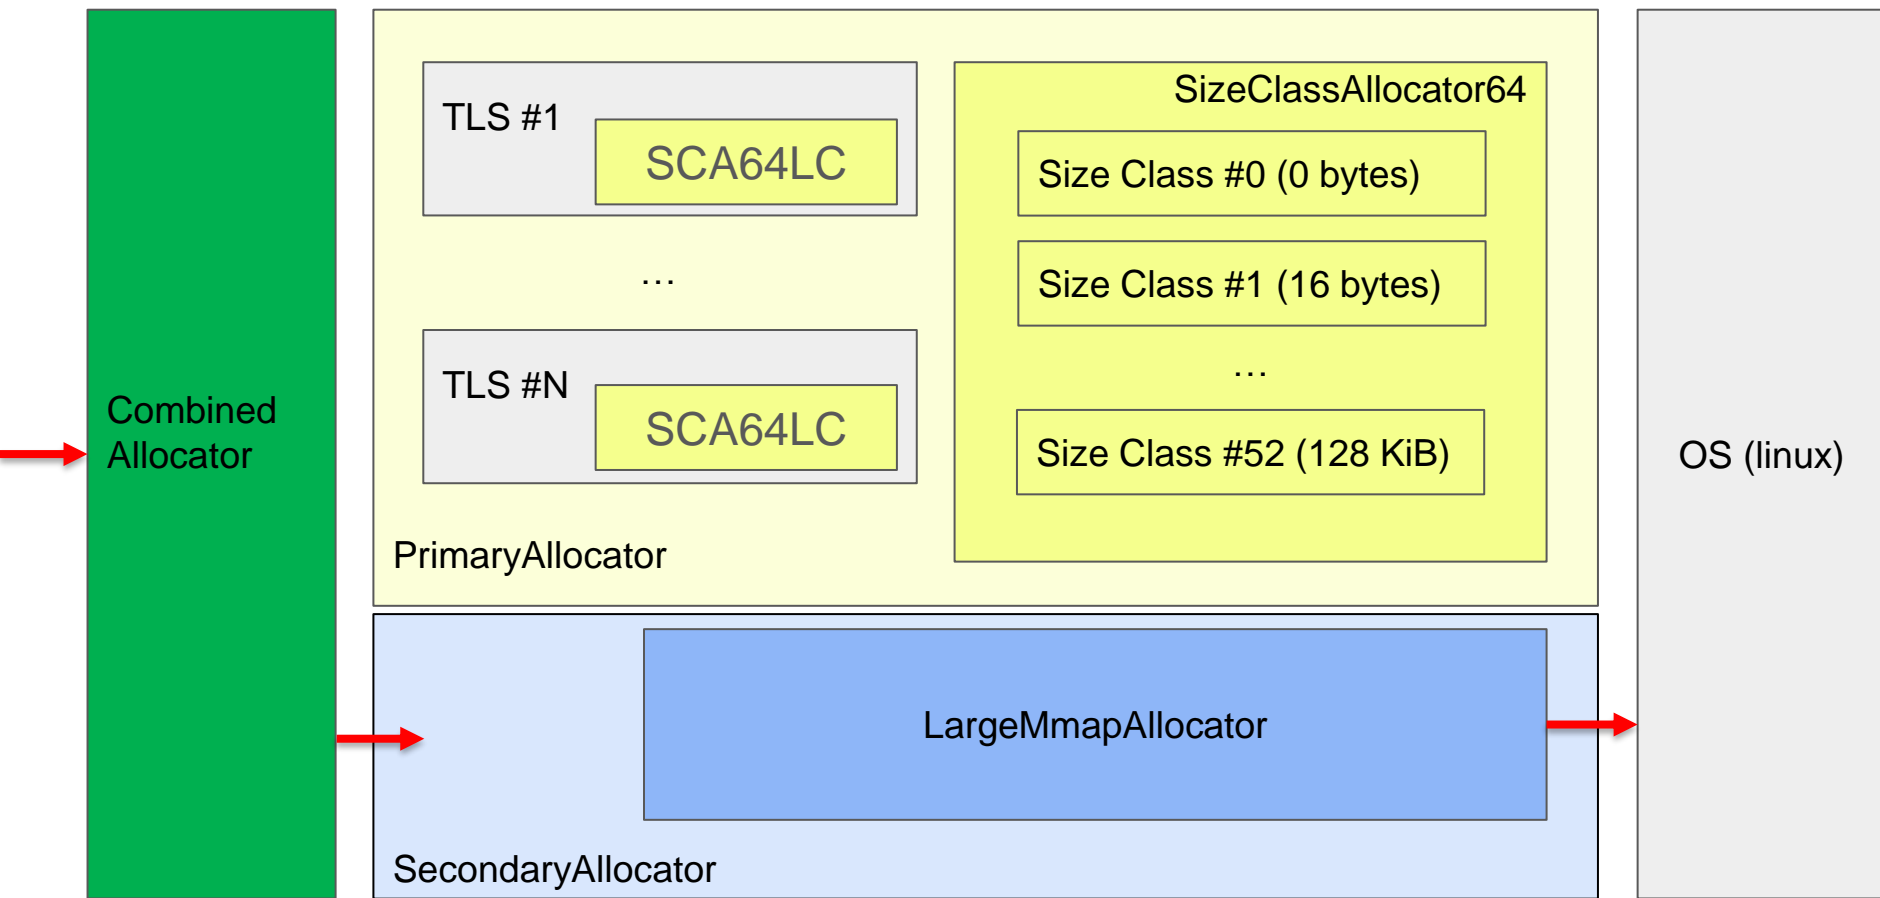 Combined
Allocator
TLS #1
SCA64LC
…
TLS #N
SCA64LC
PrimaryAllocator
SizeClassAllocator64
Size Class #0 (0 bytes)
Size Class #1 (16 bytes)
…
Size Class #52 (128 KiB)
LargeMmapAllocator
SecondaryAllocator
OS (linux)